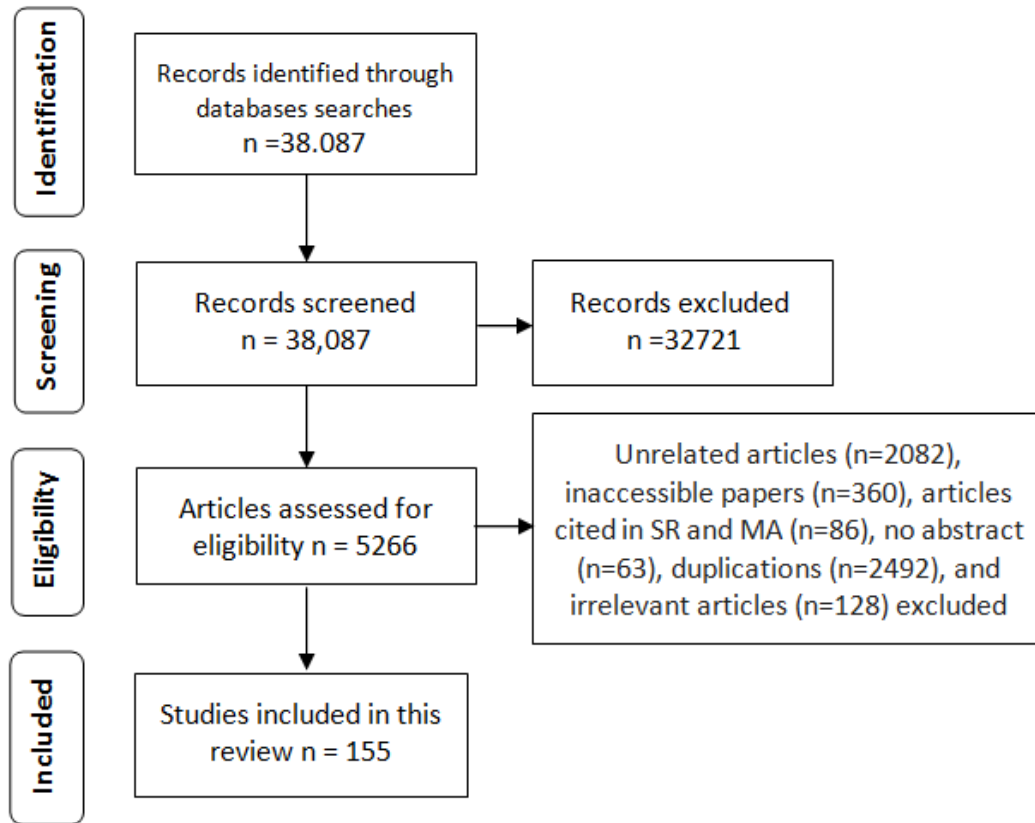 Identification
Records identified through
databases searches
n =38.087
Screening
Records screened
n = 38,087
Records excluded
n =32721
Eligibility
Articles assessed for
eligibility n = 5266
Unrelated articles (n=2082),
inaccessible papers (n=360), articles
cited in SR and MA (n=86), no abstract
(n=63), duplications (n=2492), and
irrelevant articles (n=128) excluded
Included
Studies included in this
review n = 155